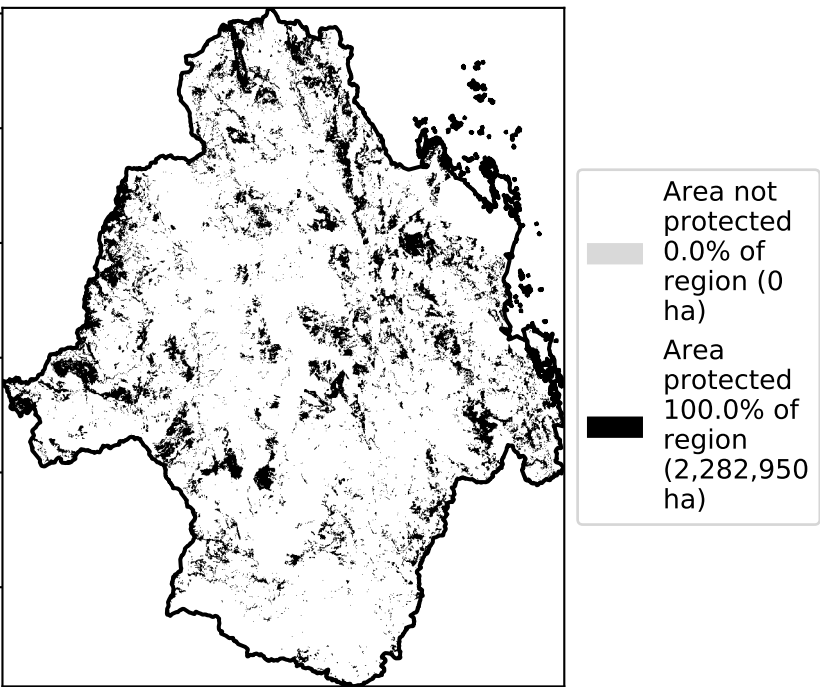 Area not
protected
0.0% of
region (0
ha)
Area
protected
100.0% of
region
(2,282,950
ha)